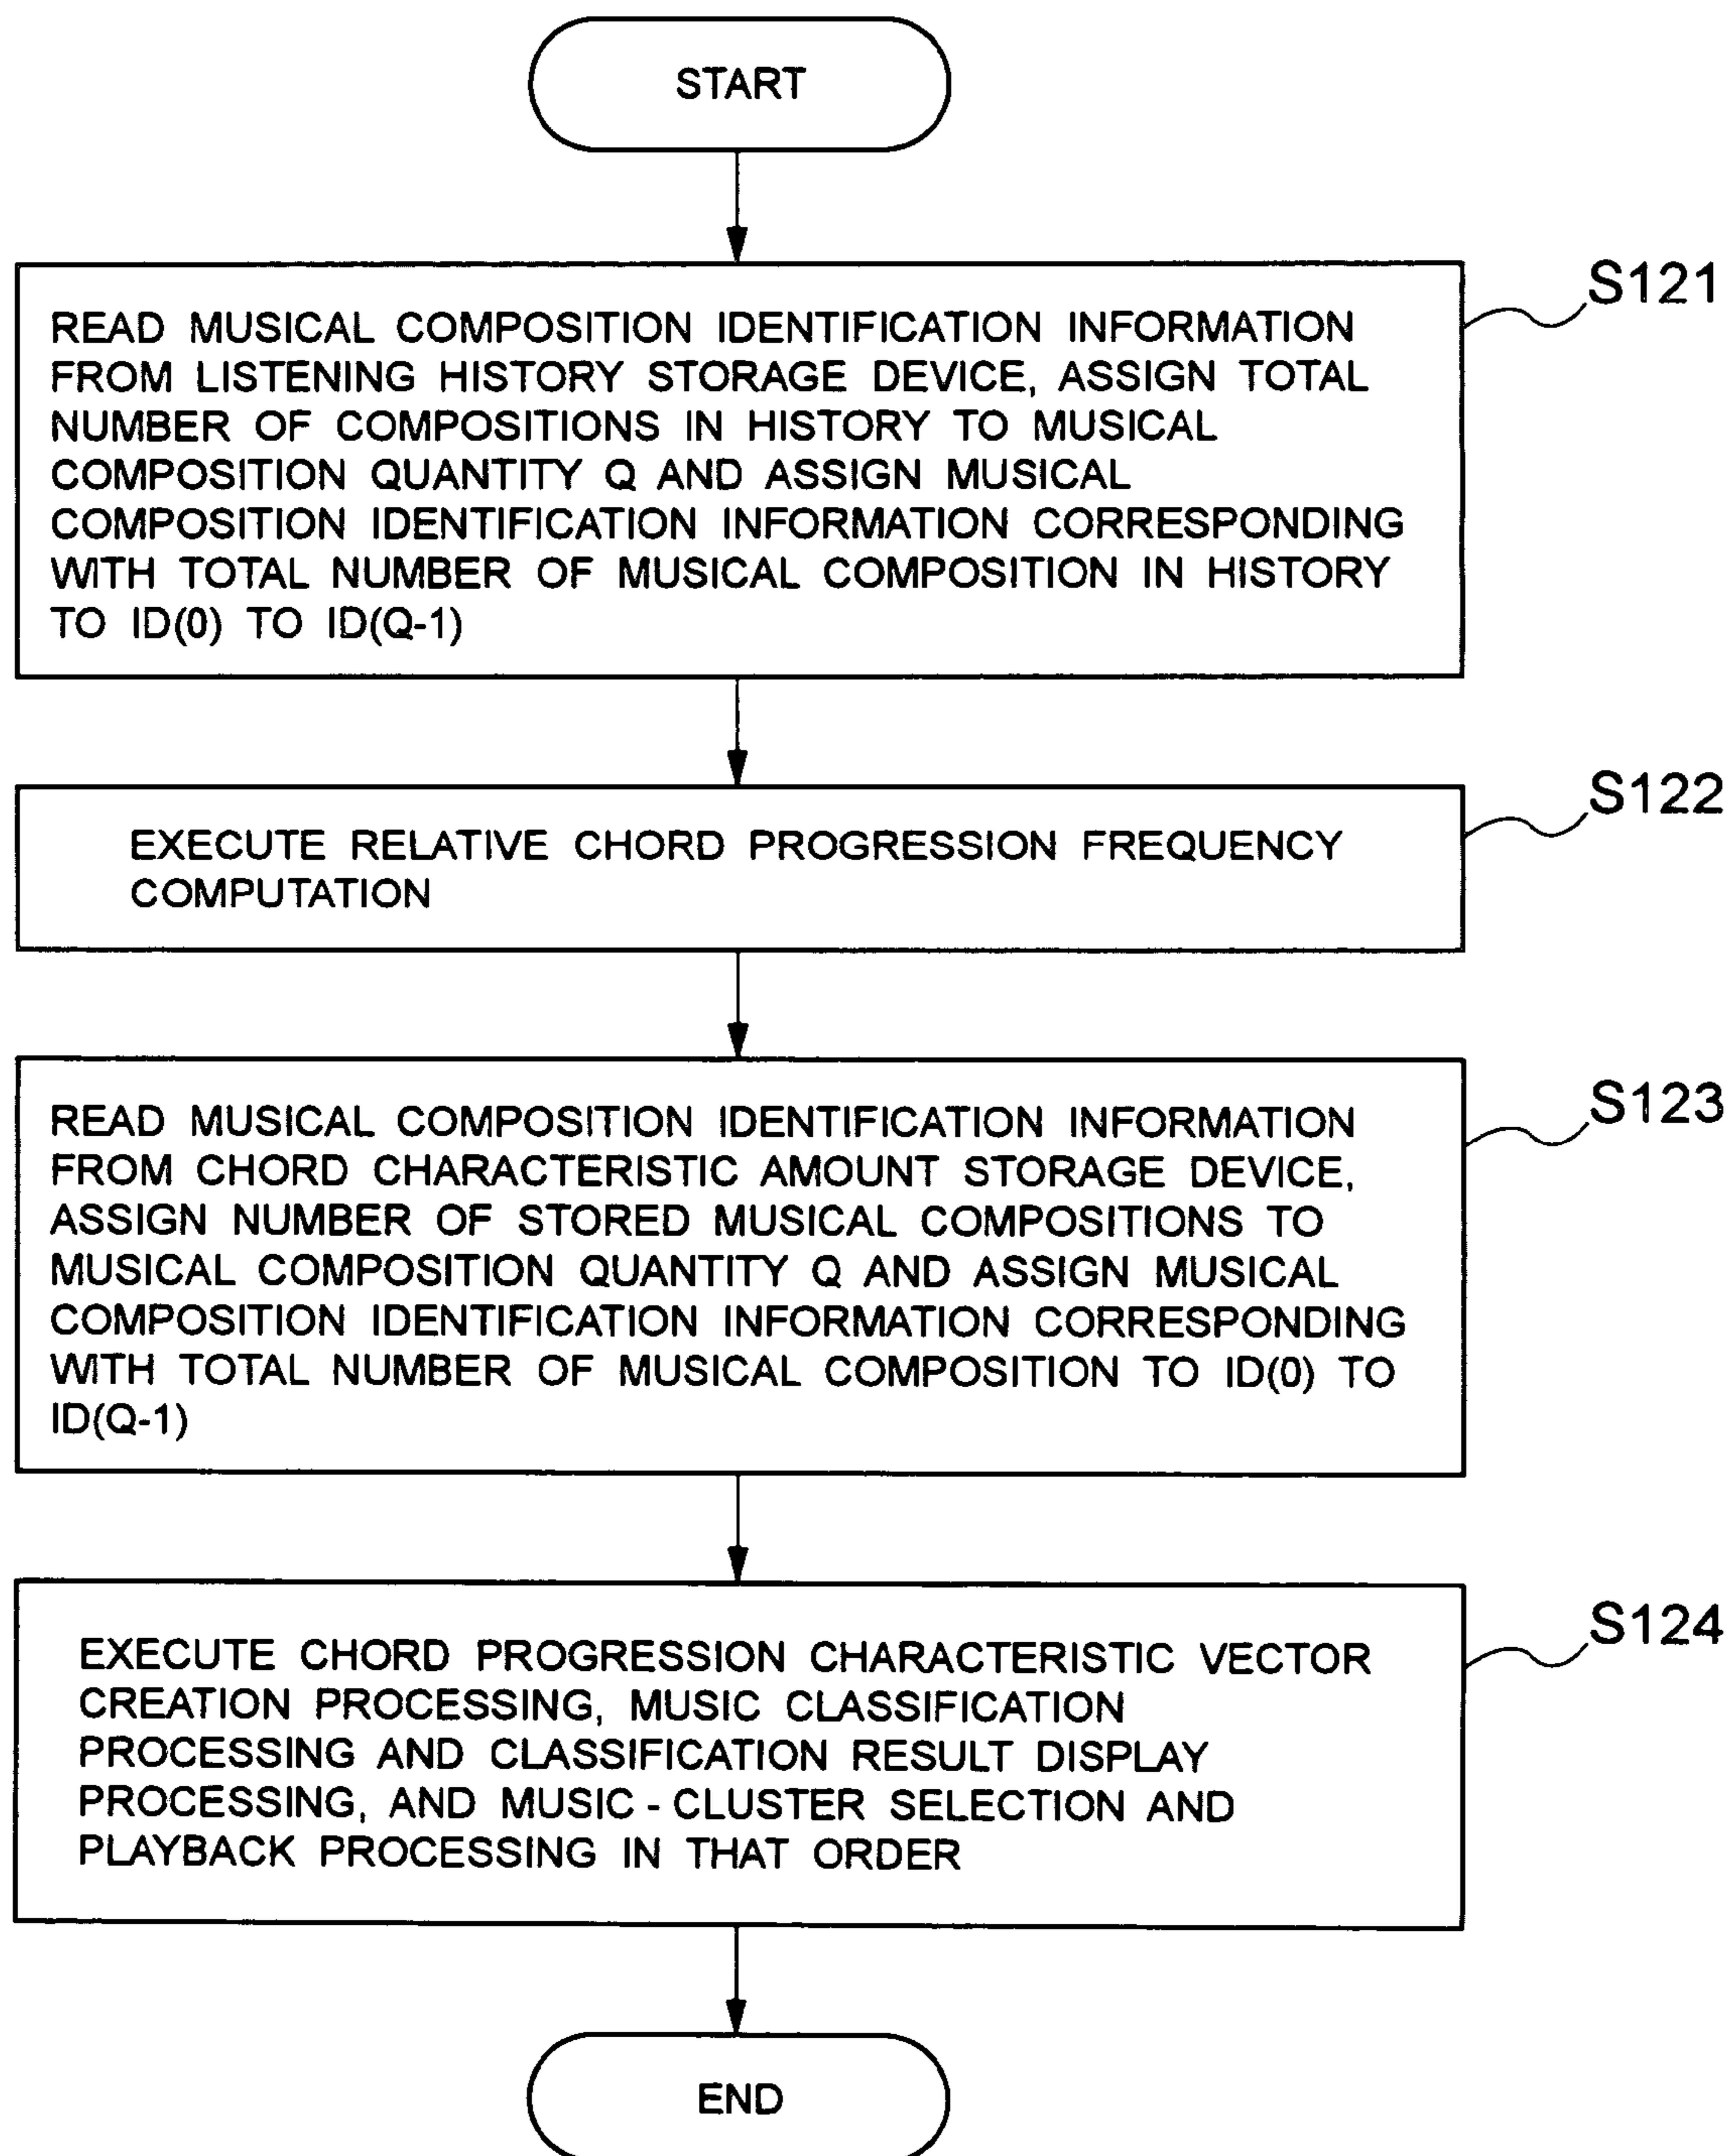 START
S121
READ MUSICAL COMPOSITION IDENTIFICATION INFORMATION
FROM LISTENING HISTORY STORAGE DEVICE, ASSIGN TOTAL
NUMBER OF COMPOSITIONS IN HISTORY TO MUSICAL
COMPOSITION QUANTITY Q AND ASSIGN MUSICAL
COMPOSITION IDENTIFICATION INFORMATION CORRESPONDING
WITH TOTAL NUMBER OF MUSICAL COMPOSITION IN HISTORY
TO ID(0) TO ID(Q-1)
S122
EXECUTE RELATIVE CHORD PROGRESSION FREQUENCY
COMPUTATION
S123
READ MUSICAL COMPOSITION IDENTIFICATION INFORMATION
FROM CHORD CHARACTERISTIC AMOUNT STORAGE DEVICE,
ASSIGN NUMBER OF STORED MUSICAL COMPOSITIONS TO
MUSICAL COMPOSITION QUANTITY Q AND ASSIGN MUSICAL
COMPOSITION IDENTIFICATION INFORMATION CORRESPONDING
WITH TOTAL NUMBER OF MUSICAL COMPOSITION TO ID(0) TO
ID(Q-1)
S124
EXECUTE CHORD PROGRESSION CHARACTERISTIC VECTOR
CREATION PROCESSING, MUSIC CLASSIFICATION
PROCESSING AND CLASSIFICATION RESULT DISPLAY
PROCESSING, AND MUSIC - CLUSTER SELECTION AND
PLAYBACK PROCESSING IN THAT ORDER
END